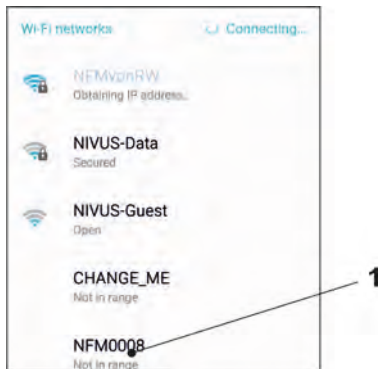 Wi-Fi networks Connecting...
NFMvpnRW
Obtaining IP address..
NIVUS-Data
Secured
NIVUS-Guest
Open
CHANGE_ME
Not in range
1
NFM0008
Not in range